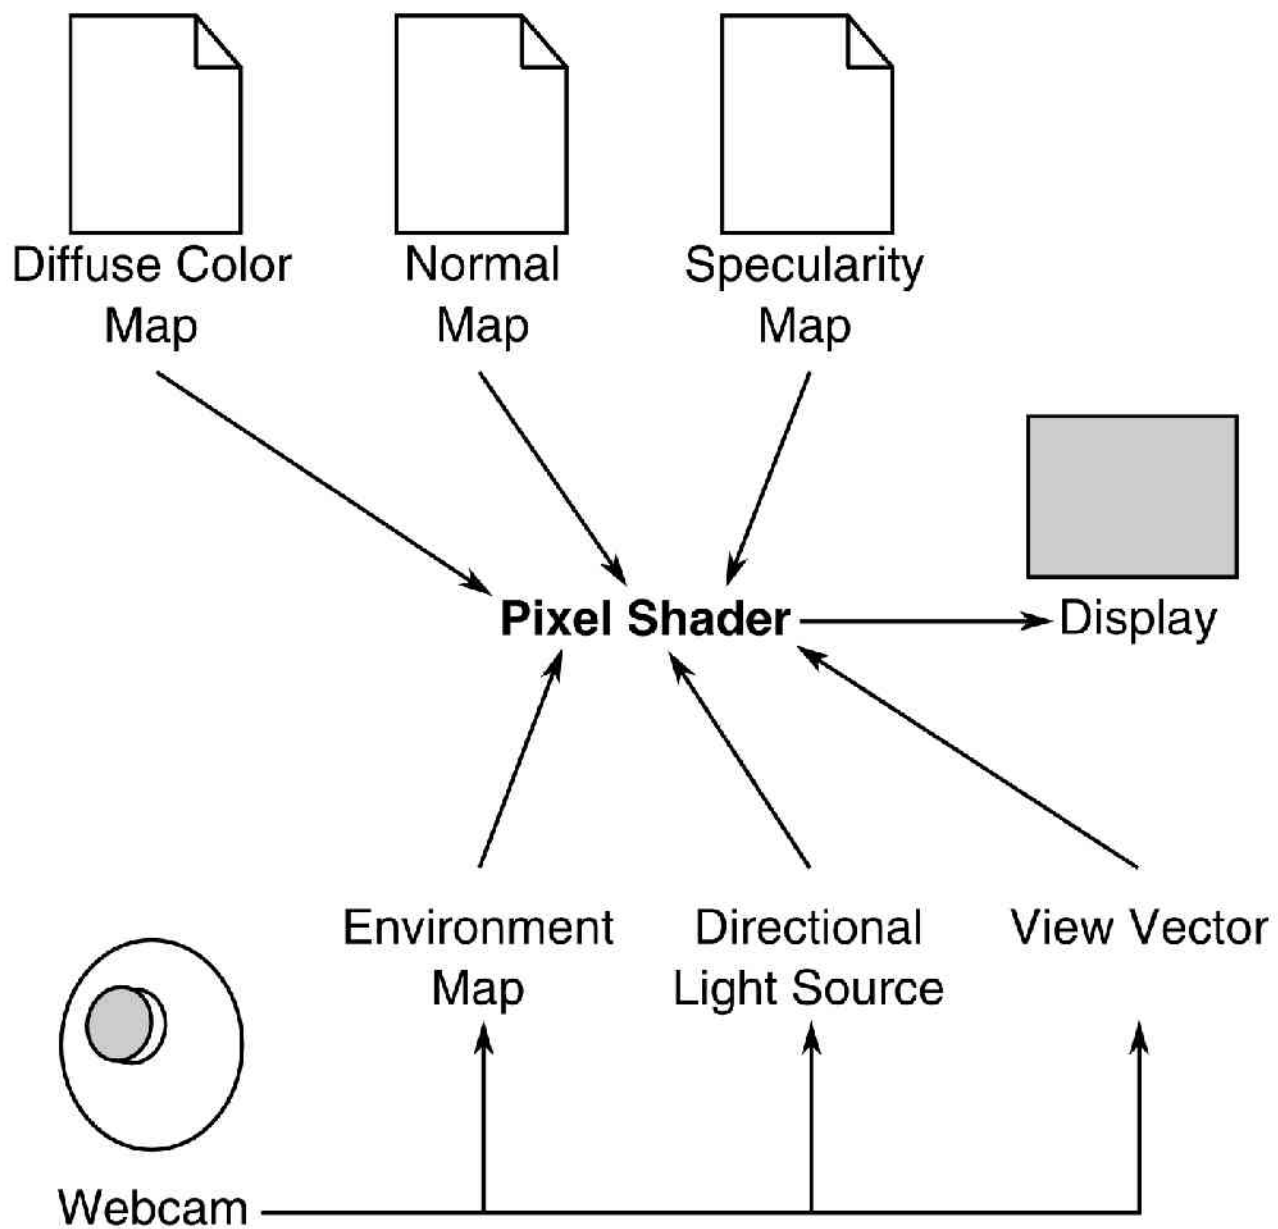 Diffuse Color
Map
Normal
Map
Specularity
Map
Pixel Shader
Display
Environment
Map
Directional
Light Source
View Vector
Webcam